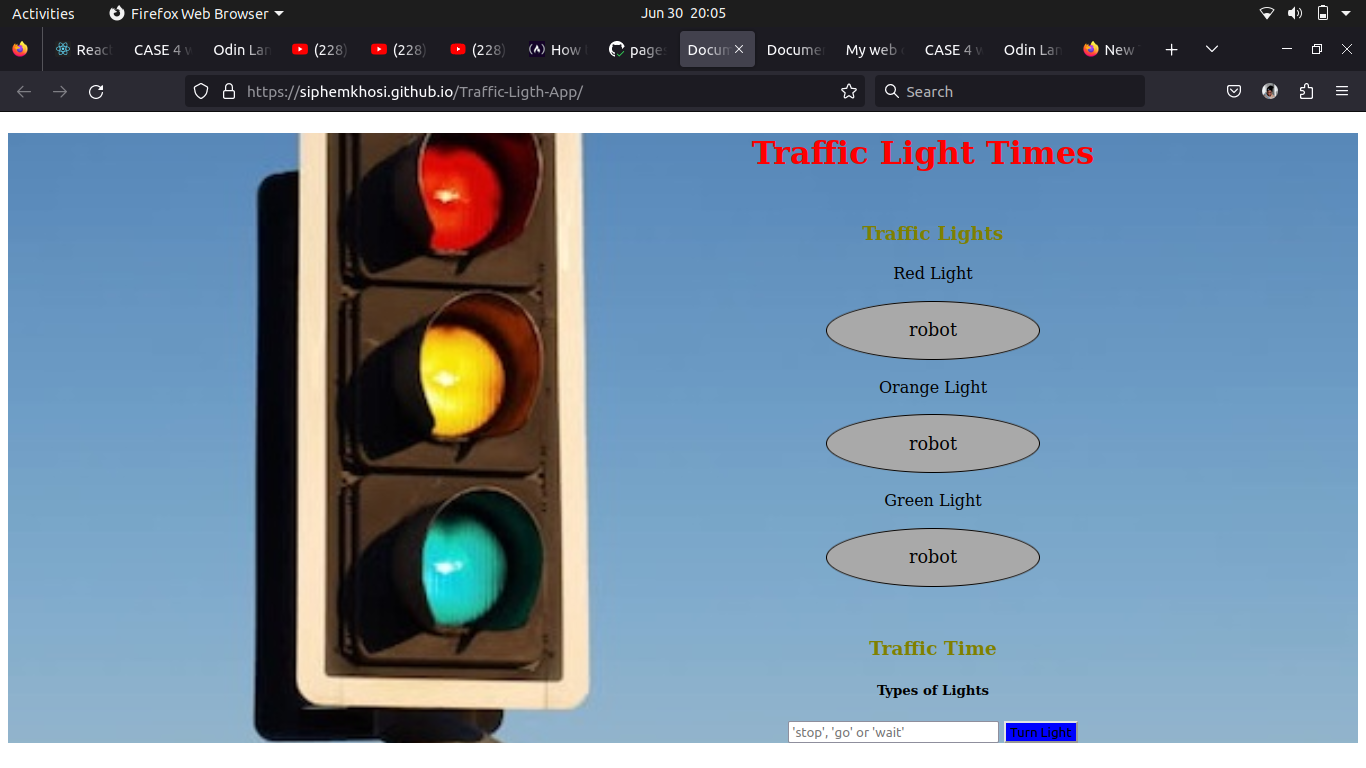 Activities Firefox Web Browser Jun 30 20:05
Reac CASE 4 w Odin Lan (228) (228) (228) How page Docum Docume My web CASE 4 w Odin Lan New
https://siphemkhosi.github.io/Traffic-Ligth-App/ Search
Traffic Light Times
Traffic Lights
Red Light
robot
Orange Light
robot
Green Light
robot
Traffic Time
Types of Lights
'stop', 'go' or 'wait' Turn Light